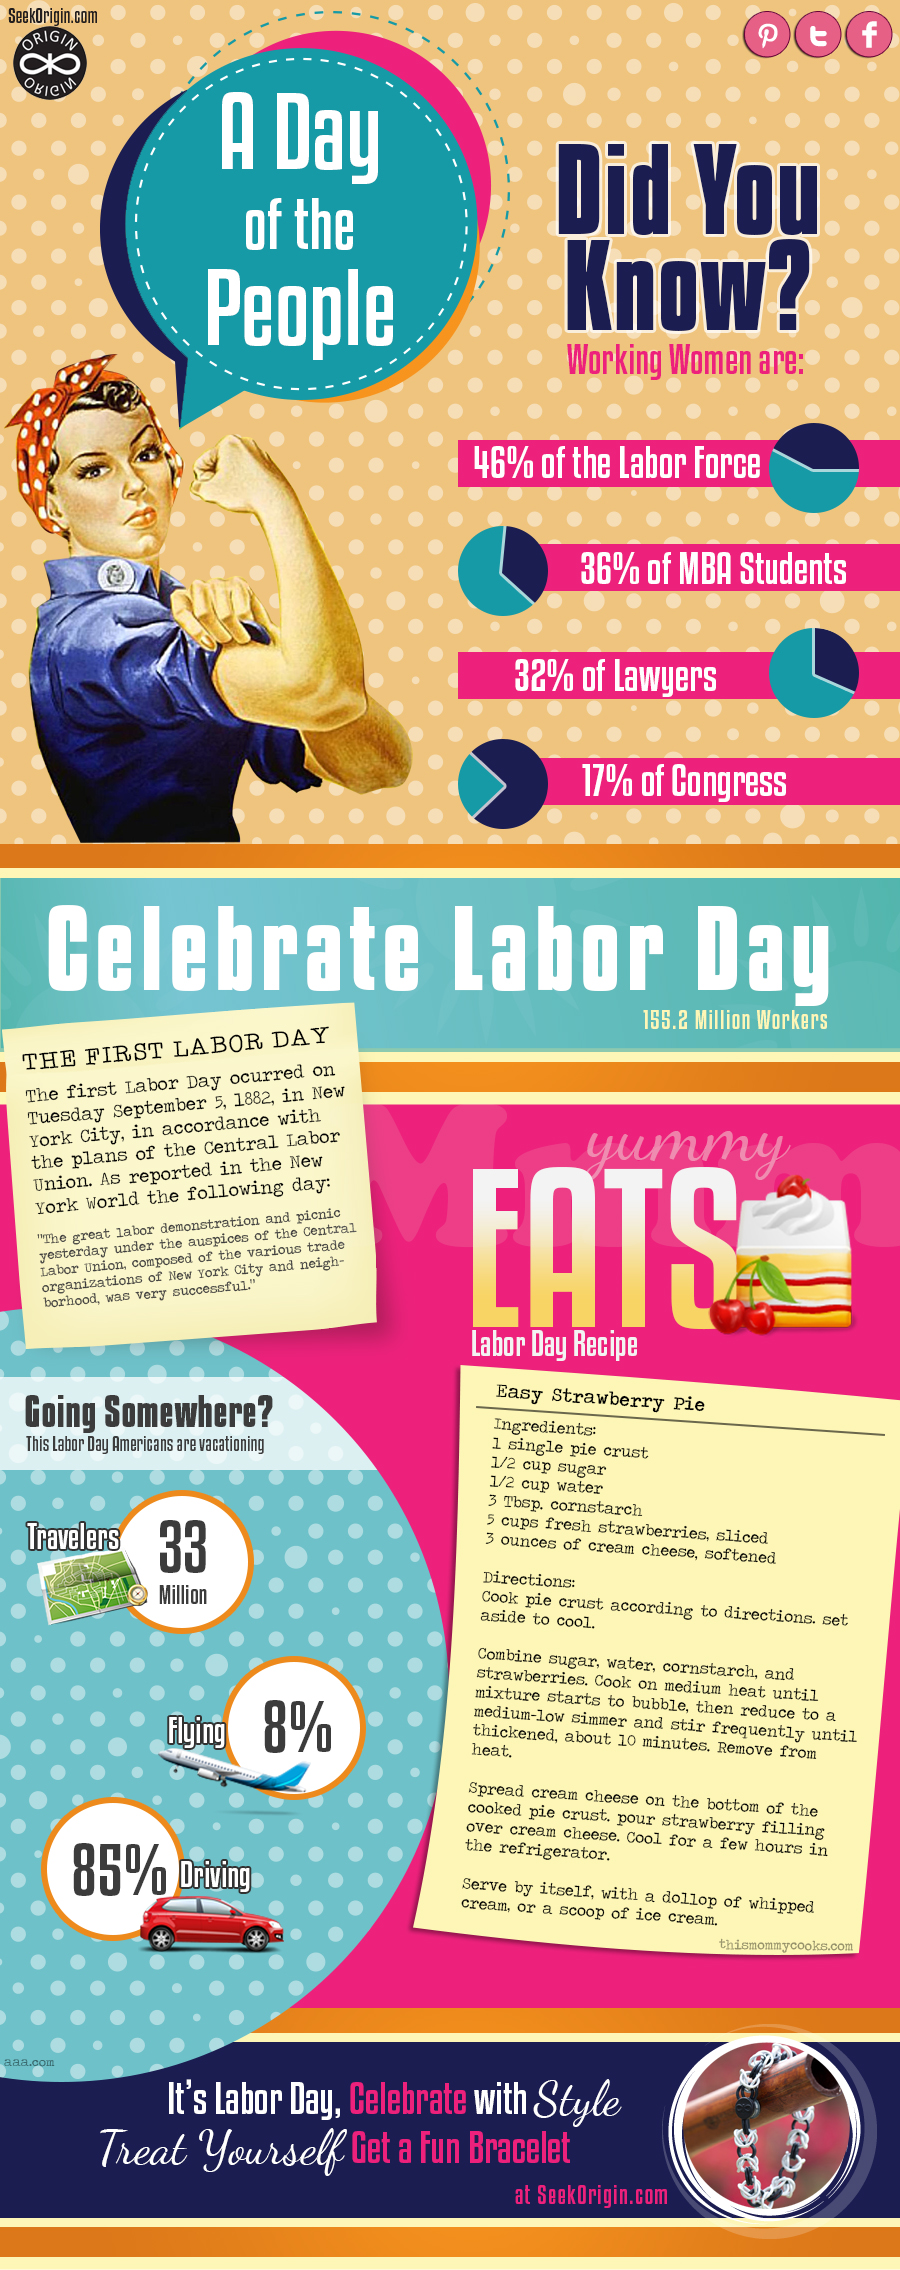 SeekOrigin.com
ORIGIN
ORIGIN
A Day
of the
People
Did You
Know?
Working Women are:
46% of the Labor Force
36% of MBA Students
32% of Lawyers
17% of Congress
Celebrate Labor Day
155.2 Million Workers
THE FIRST LABOR DAY
The first Labor Day ocurred on
Tuesday September 5, 1882, in New
York City, in accordance with
the plans of the Central Labor
Union. As reported in the New
York World the following day:
"The great labor demonstration and picnic
yesterday under the auspices of the Central
Labor Union, composed of the various trade
organizations of New York City and neigh-
borhood, was very successful."
yummy
EATS
Labor Day Recipe
Easy Strawberry Pie
Ingredients:
1 single pie crust
1/2 cup sugar
1/2 cup water
3 Tbsp. cornstarch
5 cups fresh strawberries, sliced
3 ounces of cream cheese, softened
Directions:
Cook pie crust according to directions. set
aside to cool.
Combine sugar, water, cornstarch, and
strawberries. Cook on medium heat until
mixture starts to bubble, then reduce to a
medium-low simmer and stir frequently until
thickened, about 10 minutes. Remove from
heat.
Spread cream cheese on the bottom of the
cooked pie crust. pour strawberry filling
over cream cheese. Cool for a few hours in
the refrigerator.
Serve by itself, with a dollop of whipped
cream, or a scoop of ice cream.
thismommycooks.com
Going Somewhere?
This Labor Day Americans are vacationing
Travelers
33
Million
Flying
8%
85%
Driving
aaa.com
It's Labor Day, Celebrate with Style
Treat Yourself Get a Fun Bracelet
at SeekOrigin.com